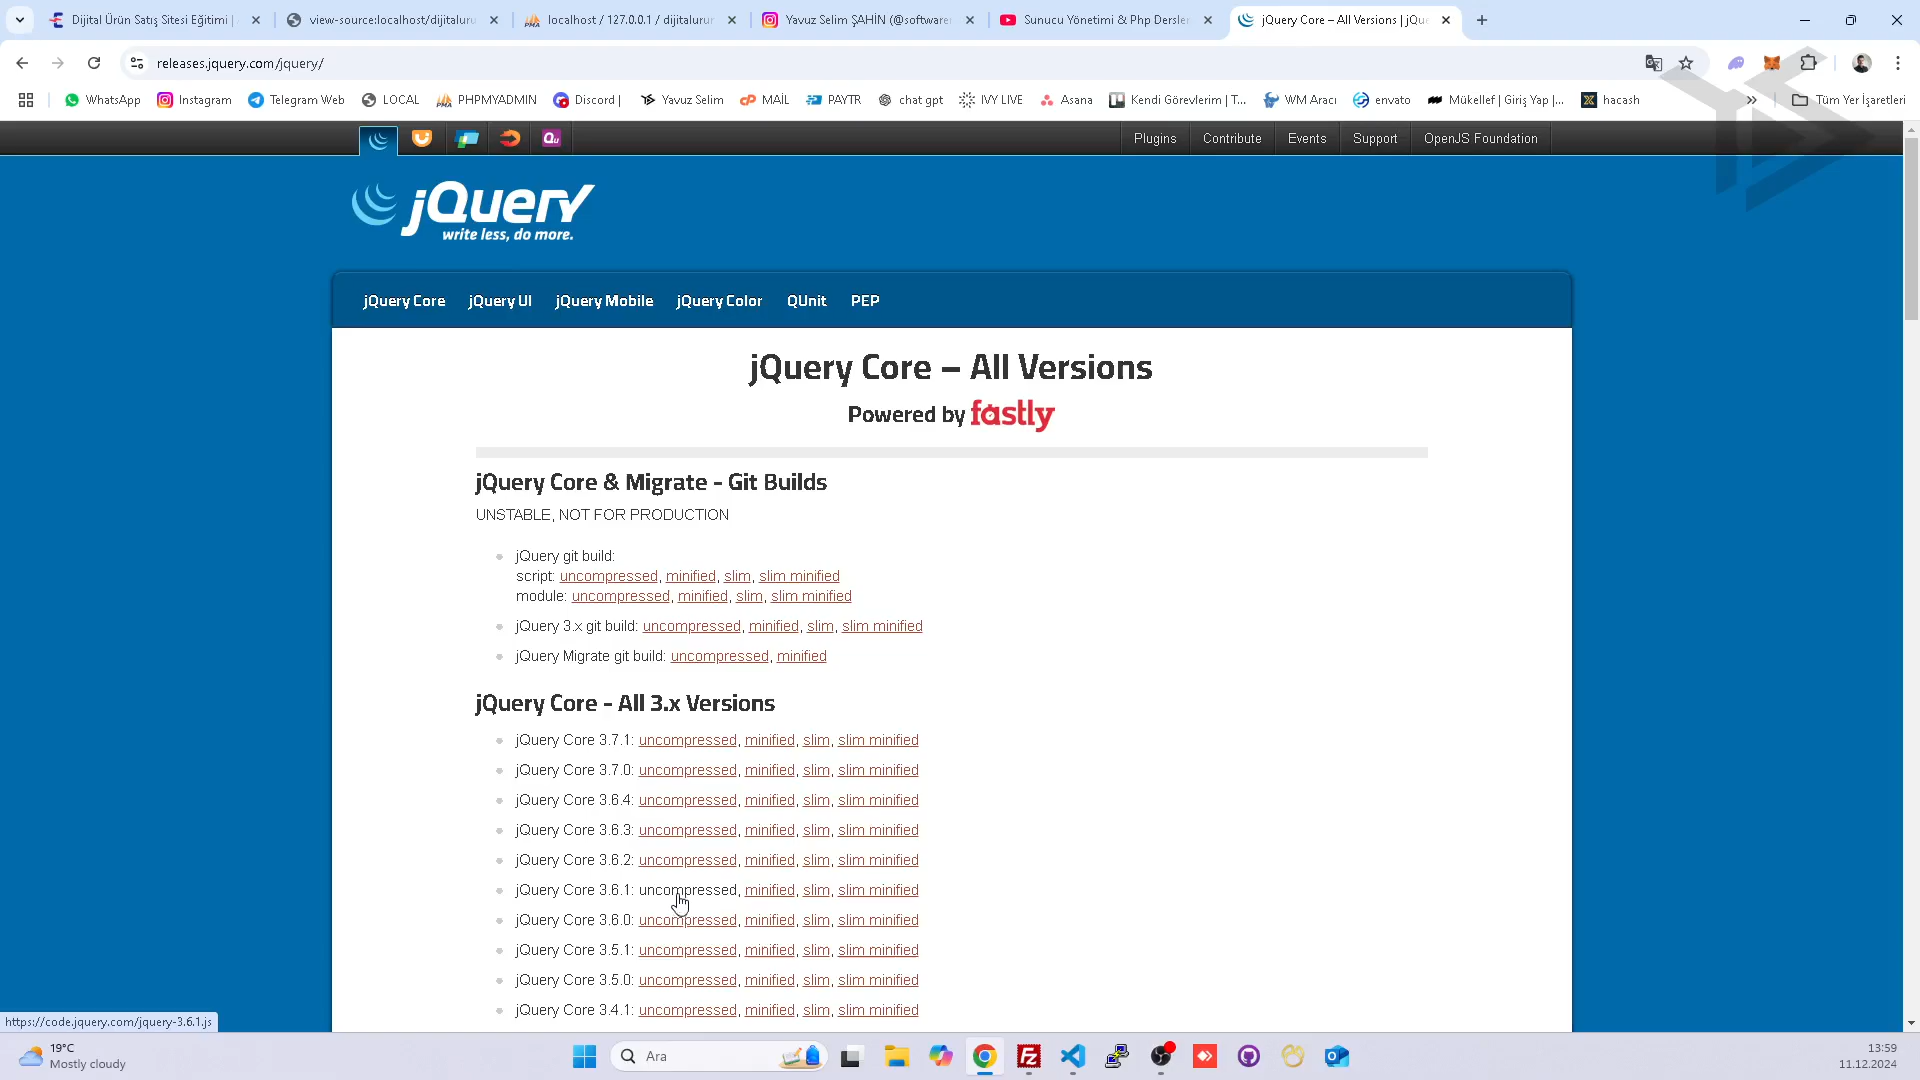 Dijital Ürün Satış Sitesi Eğitimi |
view-source:localhost/dijitaluru
localhost / 127.0.0.1 / dijitalurun
Yavuz Selim ŞAHİN (@software
Sunucu Yönetimi & Php Dersler
jQuery Core – All Versions | jQu
releases.jquery.com/jquery/
WhatsApp
Instagram
Telegram Web
LOCAL
PHPMYADMIN
Discord |
Yavuz Selim
MAİL
PAYTR
chat gpt
IVY LIVE
Asana
Kendi Görevlerim | T...
WM Aracı
envato
Mükellef | Giriş Yap |...
hacash
»
Tüm Yer İşaretleri
Plugins
Contribute
Events
Support
OpenJS Foundation
jQuery
write less, do more.
jQuery Core
jQuery UI
jQuery Mobile
jQuery Color
QUnit
PEP
jQuery Core – All Versions
Powered by fastly
jQuery Core & Migrate - Git Builds
UNSTABLE, NOT FOR PRODUCTION
jQuery git build:
script: uncompressed, minified, slim, slim minified
module: uncompressed, minified, slim, slim minified
jQuery 3.x git build: uncompressed, minified, slim, slim minified
jQuery Migrate git build: uncompressed, minified
jQuery Core - All 3.x Versions
jQuery Core 3.7.1: uncompressed, minified, slim, slim minified
jQuery Core 3.7.0: uncompressed, minified, slim, slim minified
jQuery Core 3.6.4: uncompressed, minified, slim, slim minified
jQuery Core 3.6.3: uncompressed, minified, slim, slim minified
jQuery Core 3.6.2: uncompressed, minified, slim, slim minified
jQuery Core 3.6.1: uncompressed, minified, slim, slim minified
jQuery Core 3.6.0: uncompressed, minified, slim, slim minified
jQuery Core 3.5.1: uncompressed, minified, slim, slim minified
jQuery Core 3.5.0: uncompressed, minified, slim, slim minified
jQuery Core 3.4.1: uncompressed, minified, slim, slim minified
https://code.jquery.com/jquery-3.6.1.js
19°C
Mostly cloudy
Ara
13:59
11.12.2024